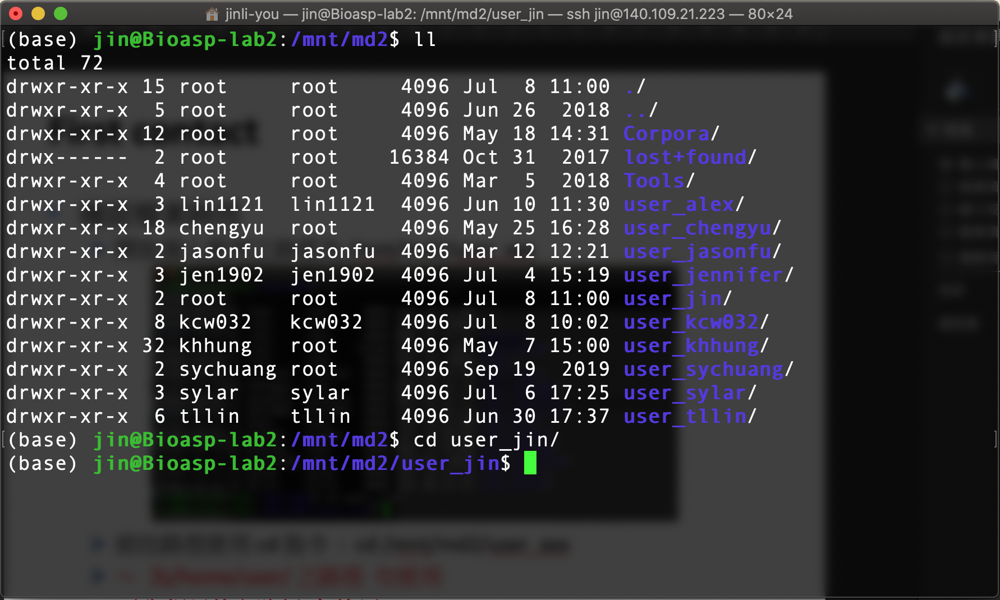 jinli-you — jin@Bioasp-lab2: /mnt/md2/user_jin — ssh jin@140.109.21.223 — 80×24
(base) jin@Bioasp-lab2:/mnt/md2$ ll
total 72
drwxr-xr-x 15 root     root      4096 Jul  8 11:00 ./
drwxr-xr-x  5 root     root      4096 Jun 26  2018 ../
drwxr-xr-x 12 root     root      4096 May 18 14:31 Corpora/
drwx------  2 root     root     16384 Oct 31  2017 lost+found/
drwxr-xr-x  4 root     root      4096 Mar  5  2018 Tools/
drwxr-xr-x  3 lin1121  lin1121   4096 Jun 10 11:30 user_alex/
drwxr-xr-x 18 chengyu  root      4096 May 25 16:28 user_chengyu/
drwxr-xr-x  2 jasonfu  jasonfu   4096 Mar 12 12:21 user_jasonfu/
drwxr-xr-x  3 jen1902  jen1902   4096 Jul  4 15:19 user_jennifer/
drwxr-xr-x  2 root     root      4096 Jul  8 11:00 user_jin/
drwxr-xr-x  8 kcw032   kcw032    4096 Jul  8 10:02 user_kcw032/
drwxr-xr-x 32 khhung   root      4096 May  7 15:00 user_khhung/
drwxr-xr-x  2 sychuang root      4096 Sep 19  2019 user_sychuang/
drwxr-xr-x  3 sylar    sylar     4096 Jul  6 17:25 user_sylar/
drwxr-xr-x  6 tllin    tllin     4096 Jun 30 17:37 user_tllin/
(base) jin@Bioasp-lab2:/mnt/md2$ cd user_jin/
(base) jin@Bioasp-lab2:/mnt/md2/user_jin$
First contact